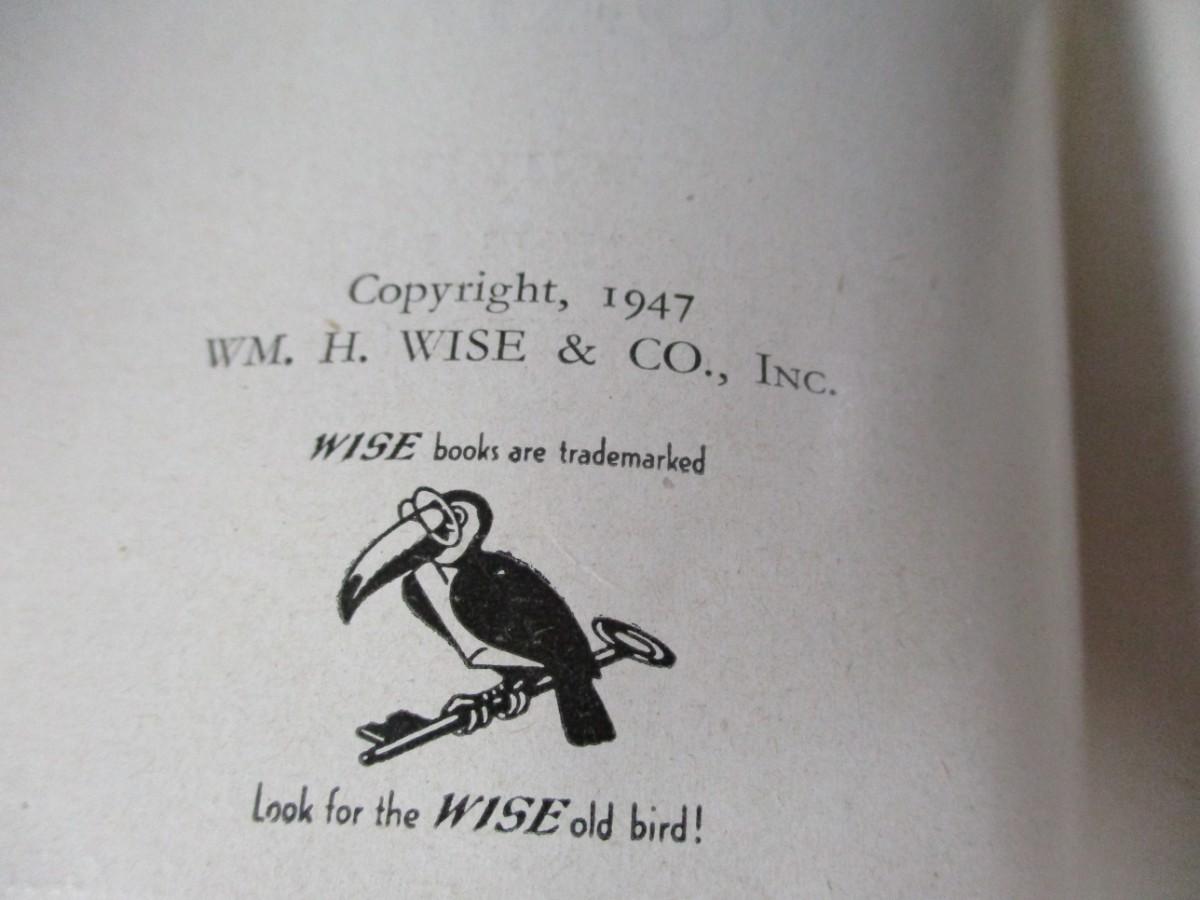 Copyright, 1947
WM. H. WISE & CO., INC.
WISE books are trademarked
Look for the WISE old bird!